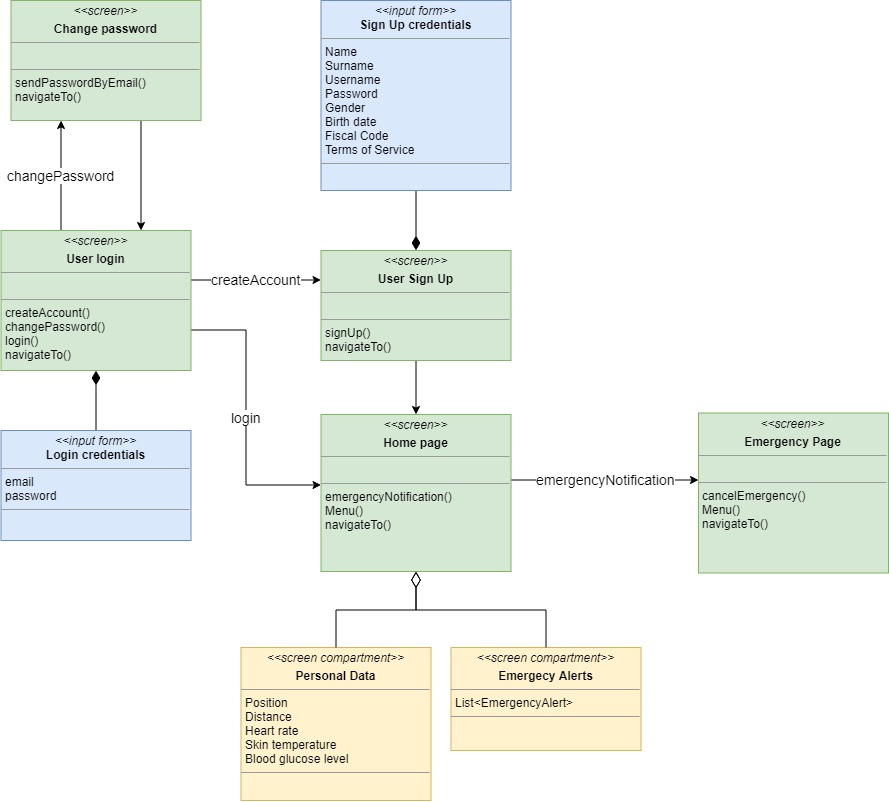 <<screen>>
Change password
sendPasswordByEmail()
navigateTo()
<<input form>>
Sign Up credentials
Name
Surname
Username
Password
Gender
Birth date
Fiscal Code
Terms of Service
changePassword
<<screen>>
User login
createAccount()
changePassword()
login()
navigateTo()
createAccount
<<screen>>
User Sign Up
signUp()
navigateTo()
login
<<input form>>
Login credentials
email
password
<<screen>>
Home page
emergencyNotification()
Menu()
navigateTo()
emergencyNotification
<<screen>>
Emergency Page
cancelEmergency()
Menu()
navigateTo()
<<screen compartment>>
Personal Data
Position
Distance
Heart rate
Skin temperature
Blood glucose level
<<screen compartment>>
Emergecy Alerts
List<EmergencyAlert>